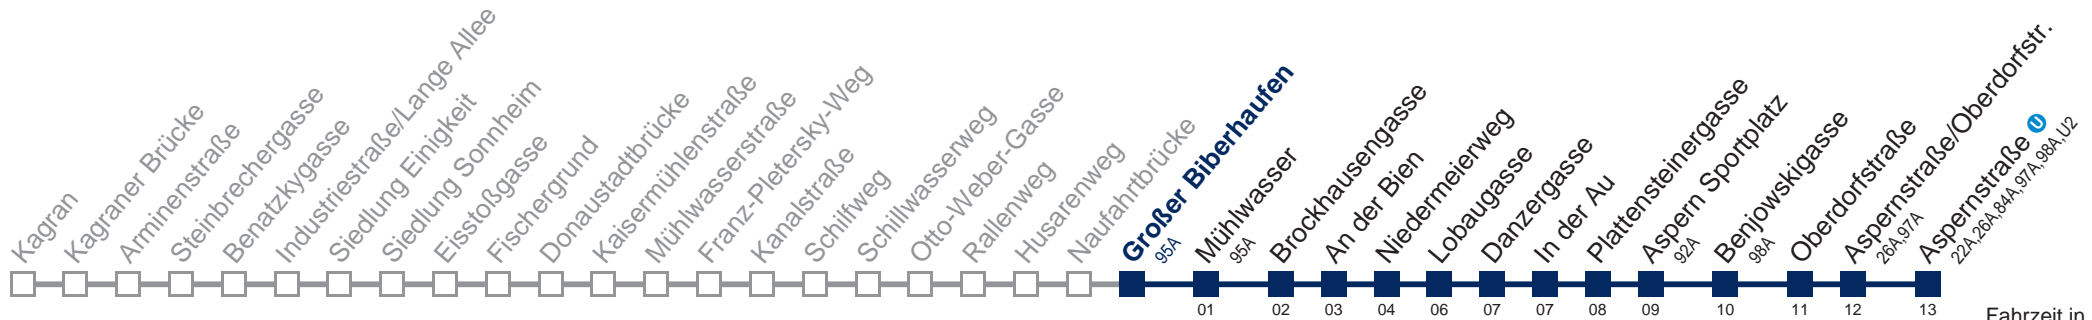 Kagran
Kagraner Brücke
Arminenstraße
Steinbrechergasse
Benatzkygasse
Industriestraße/Lange Allee
Siedlung Einigkeit
Siedlung Sonnheim
Eisstoßgasse
Fischergrund
Donaustadtbrücke
Kaisermühlenstraße
Mühlwasserstraße
Franz-Pletersky-Weg
Kanalstraße
Schilfweg
Schillwasserweg
Otto-Weber-Gasse
Rallenweg
Husarenweg
Naufahrtbrücke
Großer Biberhaufen
95A
Mühlwasser
95A
Brockhausengasse
An der Bien
Niedermeierweg
Lobaugasse
Danzergasse
In der Au
Plattensteinergasse
Aspern Sportplatz
92A
Benjowskigasse
98A
Oberdorfstraße
Aspernstraße/Oberdorfstr.
26A,97A
Aspernstraße U
22A,26A,84A,97A,98A,U2
01 02 03 04 06 07 07 08 09 10 11 12 13
Fahrzeit in